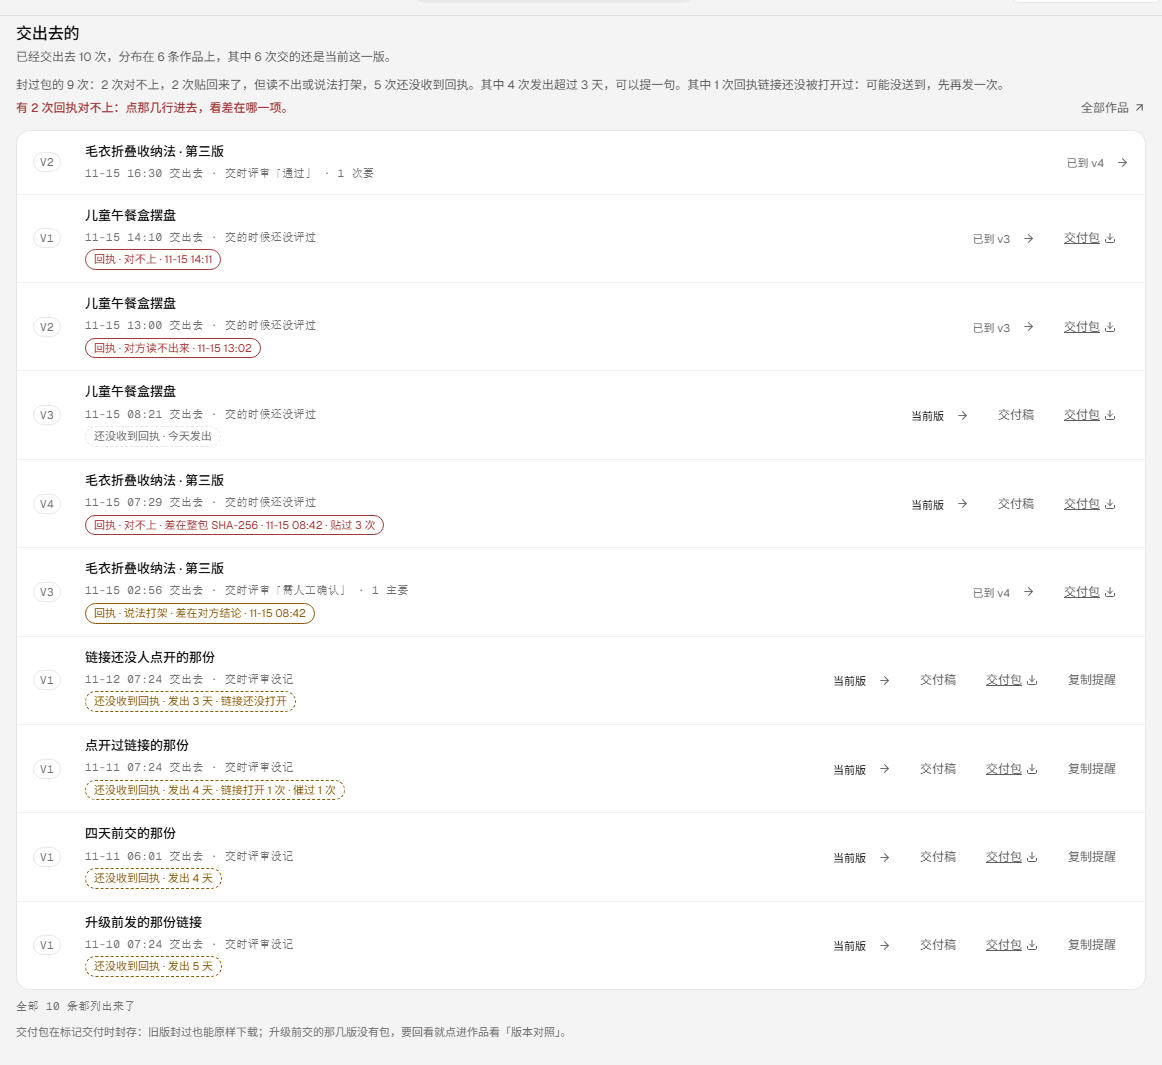 交出去的
已经交出去 10 次，分布在 6 条作品上，其中 6 次交的还是当前这一版。
封过包的 9 次：2 次对不上，2 次贴回来了，但读不出或说法打架，5 次还没收到回执。其中 4 次发出超过 3 天，可以提一句。其中 1 次回执链接还没被打开过：可能没送到，先再发一次。
有 2 次回执对不上：点那几行进去，看差在哪一项。
全部作品 ↗
V2
毛衣折叠收纳法 · 第三版
11-15 16:30 交出去 · 交时评审「通过」 · 1 次要
已到 v4 →
V1
儿童午餐盒摆盘
11-15 14:10 交出去 · 交的时候还没评过
回执 · 对不上 · 11-15 14:11
已到 v3 →
交付包
V2
儿童午餐盒摆盘
11-15 13:00 交出去 · 交的时候还没评过
回执 · 对方读不出来 · 11-15 13:02
已到 v3 →
交付包
V3
儿童午餐盒摆盘
11-15 08:21 交出去 · 交的时候还没评过
还没收到回执 · 今天发出
当前版 →
交付稿
交付包
V4
毛衣折叠收纳法 · 第三版
11-15 07:29 交出去 · 交的时候还没评过
回执 · 对不上 · 差在整包 SHA-256 · 11-15 08:42 · 贴过 3 次
当前版 →
交付稿
交付包
V3
毛衣折叠收纳法 · 第三版
11-15 02:56 交出去 · 交时评审「需人工确认」 · 1 主要
回执 · 说法打架 · 差在对方结论 · 11-15 08:42
已到 v4 →
交付包
V1
链接还没人点开的那份
11-12 07:24 交出去 · 交时评审没记
还没收到回执 · 发出 3 天 · 链接还没打开
当前版 →
交付稿
交付包
复制提醒
V1
点开过链接的那份
11-11 07:24 交出去 · 交时评审没记
还没收到回执 · 发出 4 天 · 链接打开 1 次 · 催过 1 次
当前版 →
交付稿
交付包
复制提醒
V1
四天前交的那份
11-11 06:01 交出去 · 交时评审没记
还没收到回执 · 发出 4 天
当前版 →
交付稿
交付包
复制提醒
V1
升级前发的那份链接
11-10 07:24 交出去 · 交时评审没记
还没收到回执 · 发出 5 天
当前版 →
交付稿
交付包
复制提醒
全部 10 条都列出来了
交付包在标记交付时封存：旧版封过也能原样下载；升级前交的那几版没有包，要回看就点进作品看「版本对照」。